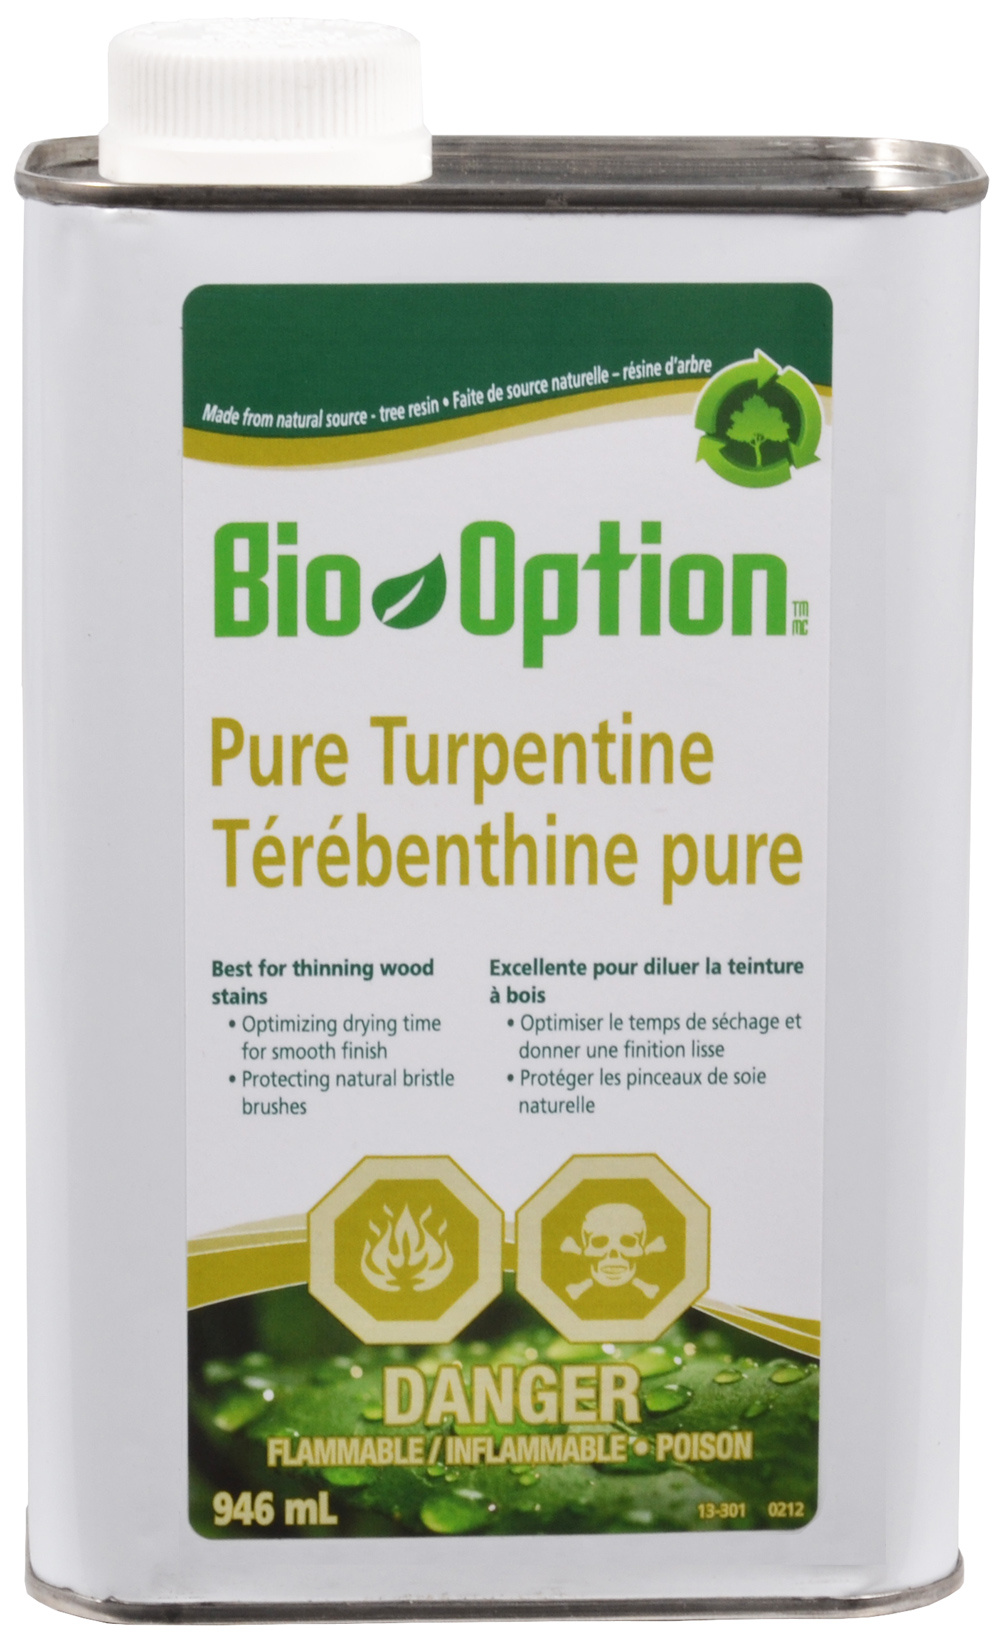 Made from natural source - tree resin • Faite de source naturelle – résine d'arbre
Bio Option TM MC
Pure Turpentine
Térébenthine pure
Best for thinning wood
stains
• Optimizing drying time
for smooth finish
• Protecting natural bristle
brushes
Excellente pour diluer la teinture
à bois
• Optimiser le temps de séchage et
donner une finition lisse
• Protéger les pinceaux de soie
naturelle
DANGER
FLAMMABLE / INFLAMMABLE • POISON
946 mL
13-301 0212